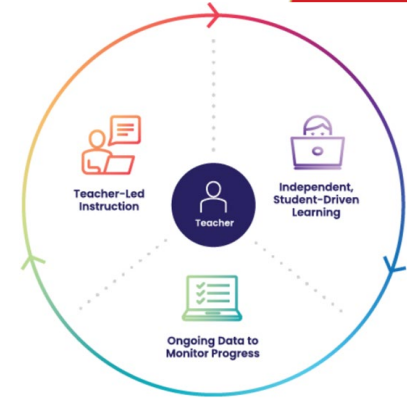 Teacher-Led
Instruction
Teacher
Independent,
Student-Driven
Learning
Ongoing Data to
Monitor Progress